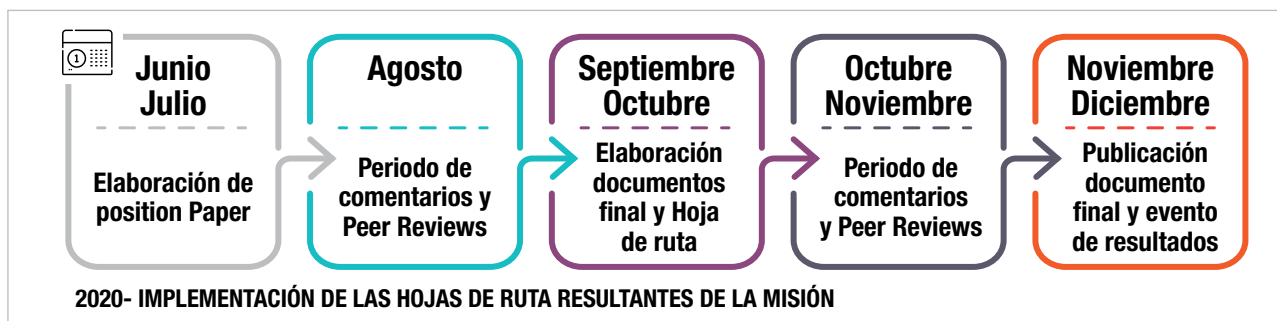 1
Junio
Julio
Elaboración de
position Paper
Agosto
Periodo de
comentarios y
Peer Reviews
Septiembre
Octubre
Elaboración
documentos
final y Hoja
de ruta
Octubre
Noviembre
Periodo de
comentarios
y Peer Reviews
Noviembre
Diciembre
Publicación
documento
final y evento
de resultados
2020- IMPLEMENTACIÓN DE LAS HOJAS DE RUTA RESULTANTES DE LA MISIÓN